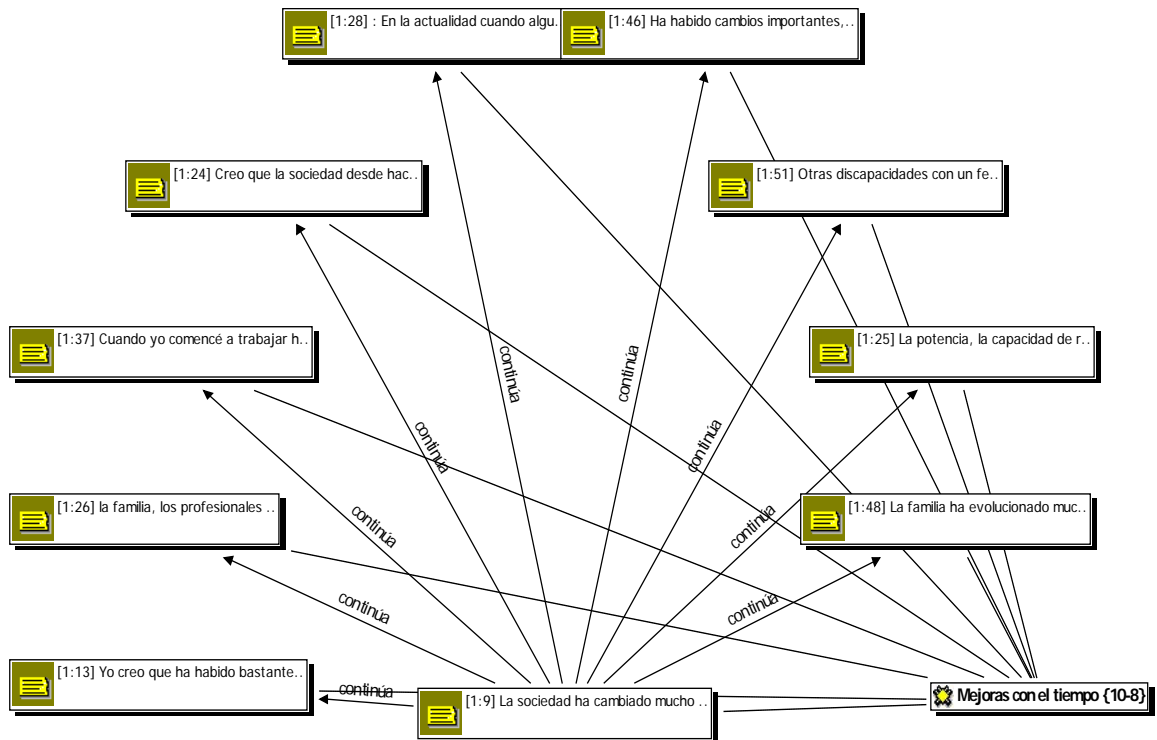 [1:28] : En la actualidad cuando algu.
[1:46] Ha habido cambios importantes,..
[1:24] Creo que la sociedad desde hac..
[1:51] Otras discapacidades con un fe..
[1:37] Cuando yo comencé a trabajar h..
[1:25] La potencia, la capacidad de r..
continúa
continúa
continúa
continúa
[1:26] la familia, los profesionales ..
[1:48] La familia ha evolucionado muc..
continúa
continúa
continúa
continúa
[1:13] Yo creo que ha habido bastante..
continúa
[1:9] La sociedad ha cambiado mucho ..
Mejoras con el tiempo {10-8}